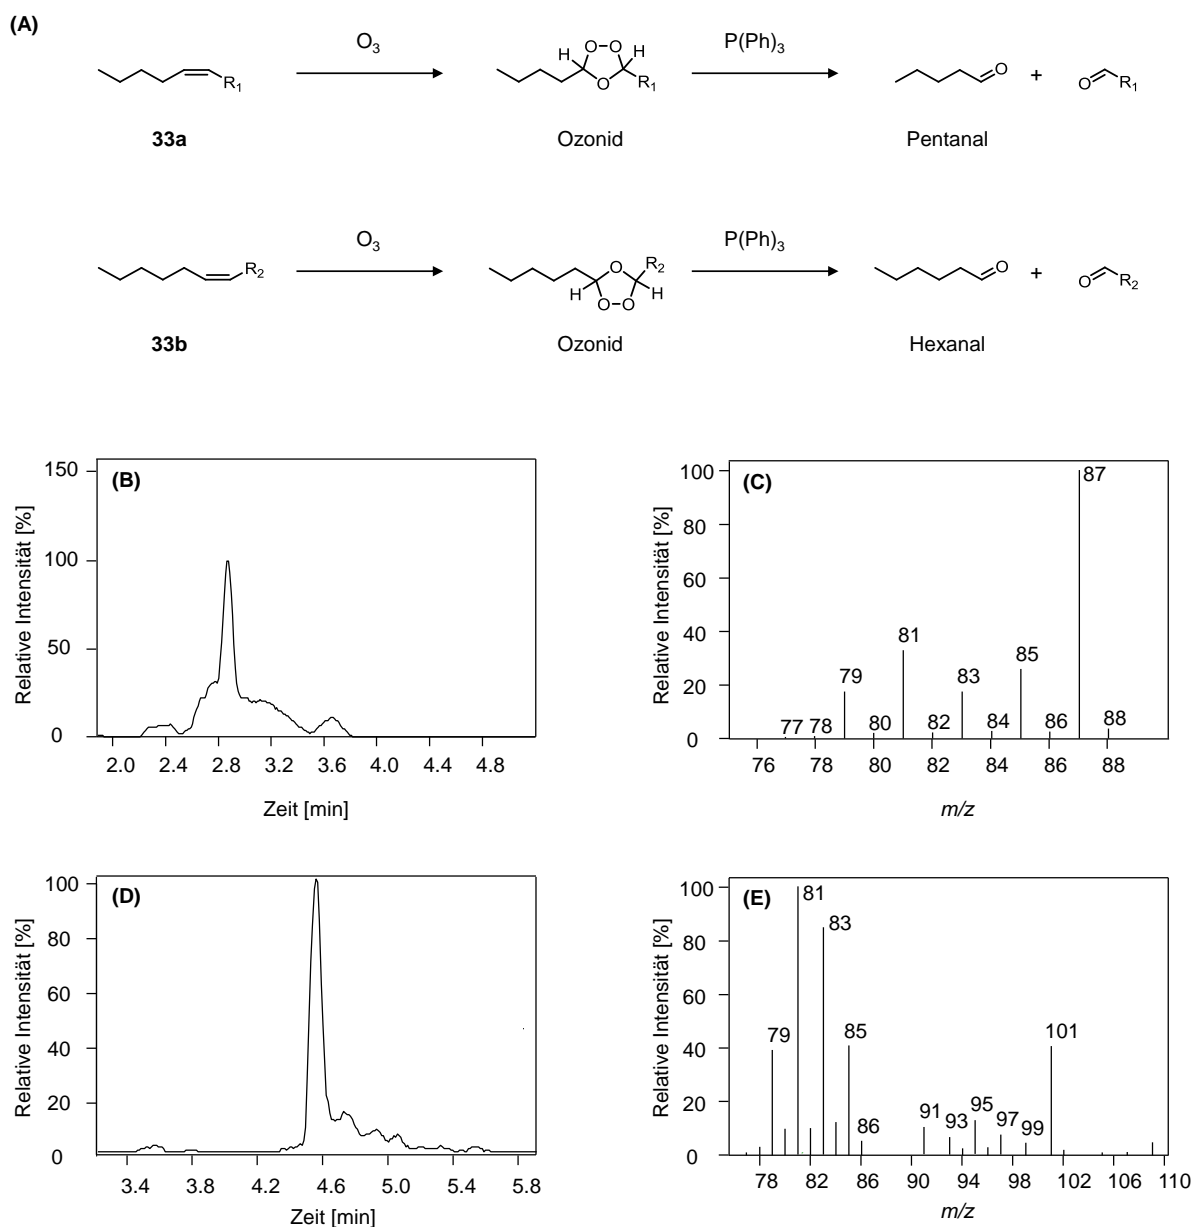 (A)
O3 P(Ph)3
R1 H O O H O R1 O + O R1
33a Ozonid Pentanal
O3 P(Ph)3
R2 O R2 H O O H O + O R2
33b Ozonid Hexanal
(B)
Relative Intensität [%]
150
100
50
0
2.0 2.4 2.8 3.2 3.6 4.0 4.4 4.8
Zeit [min]
(C)
Relative Intensität [%]
100
80
60
40
20
0
87
81
85
79 83
77 78 80 82 84 86 88
76 78 80 82 84 86 88
m/z
(D)
Relative Intensität [%]
100
80
60
40
20
0
3.4 3.8 4.2 4.6 5.0 5.4 5.8
Zeit [min]
(E)
Relative Intensität [%]
100
80
60
40
20
0
81
83
79 85 101
86 91 93 95 97 99
78 82 86 90 94 98 102 106 110
m/z